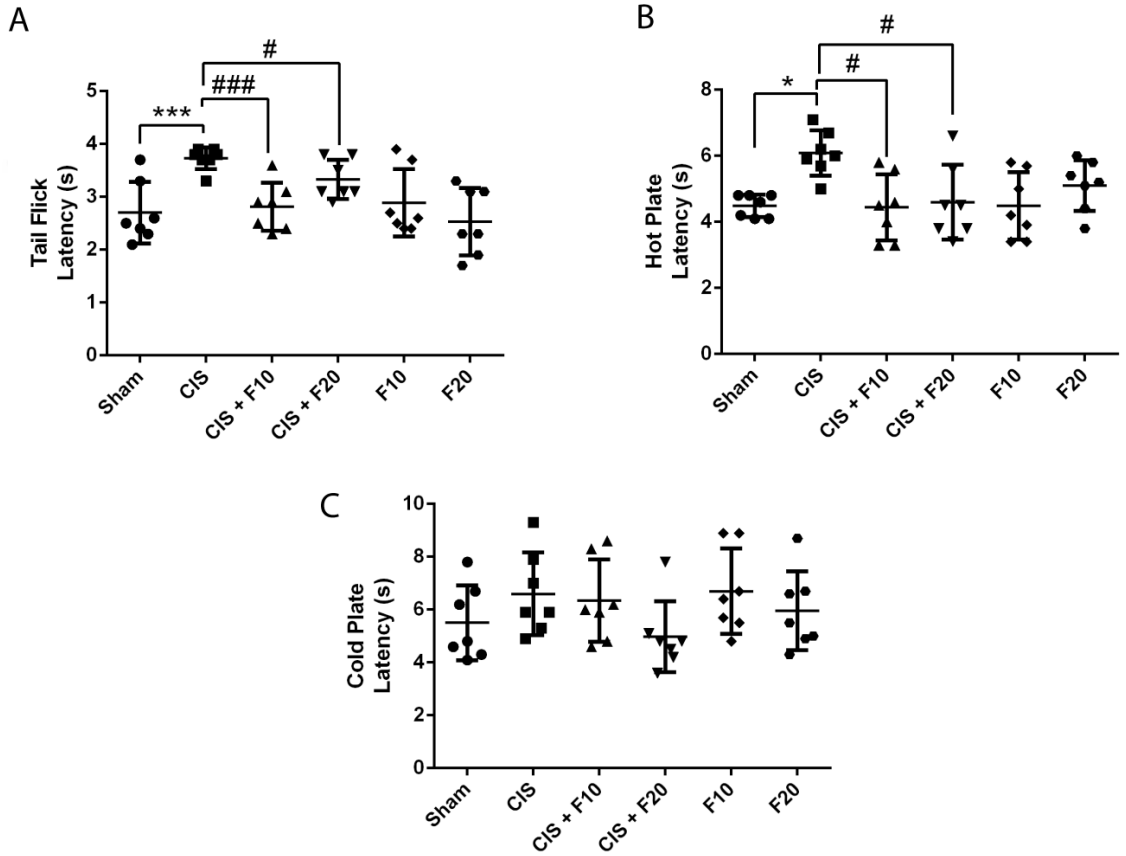 A
#
###
***
5
4
3
2
1
0
Tail Flick
Latency (s)
Sham
CIS
CIS + F10
CIS + F20
F10
F20
B
#
#
*
8
6
4
2
0
Hot Plate
Latency (s)
Sham
CIS
CIS + F10
CIS + F20
F10
F20
C
10
8
6
4
2
0
Cold Plate
Latency (s)
Sham
CIS
CIS + F10
CIS + F20
F10
F20